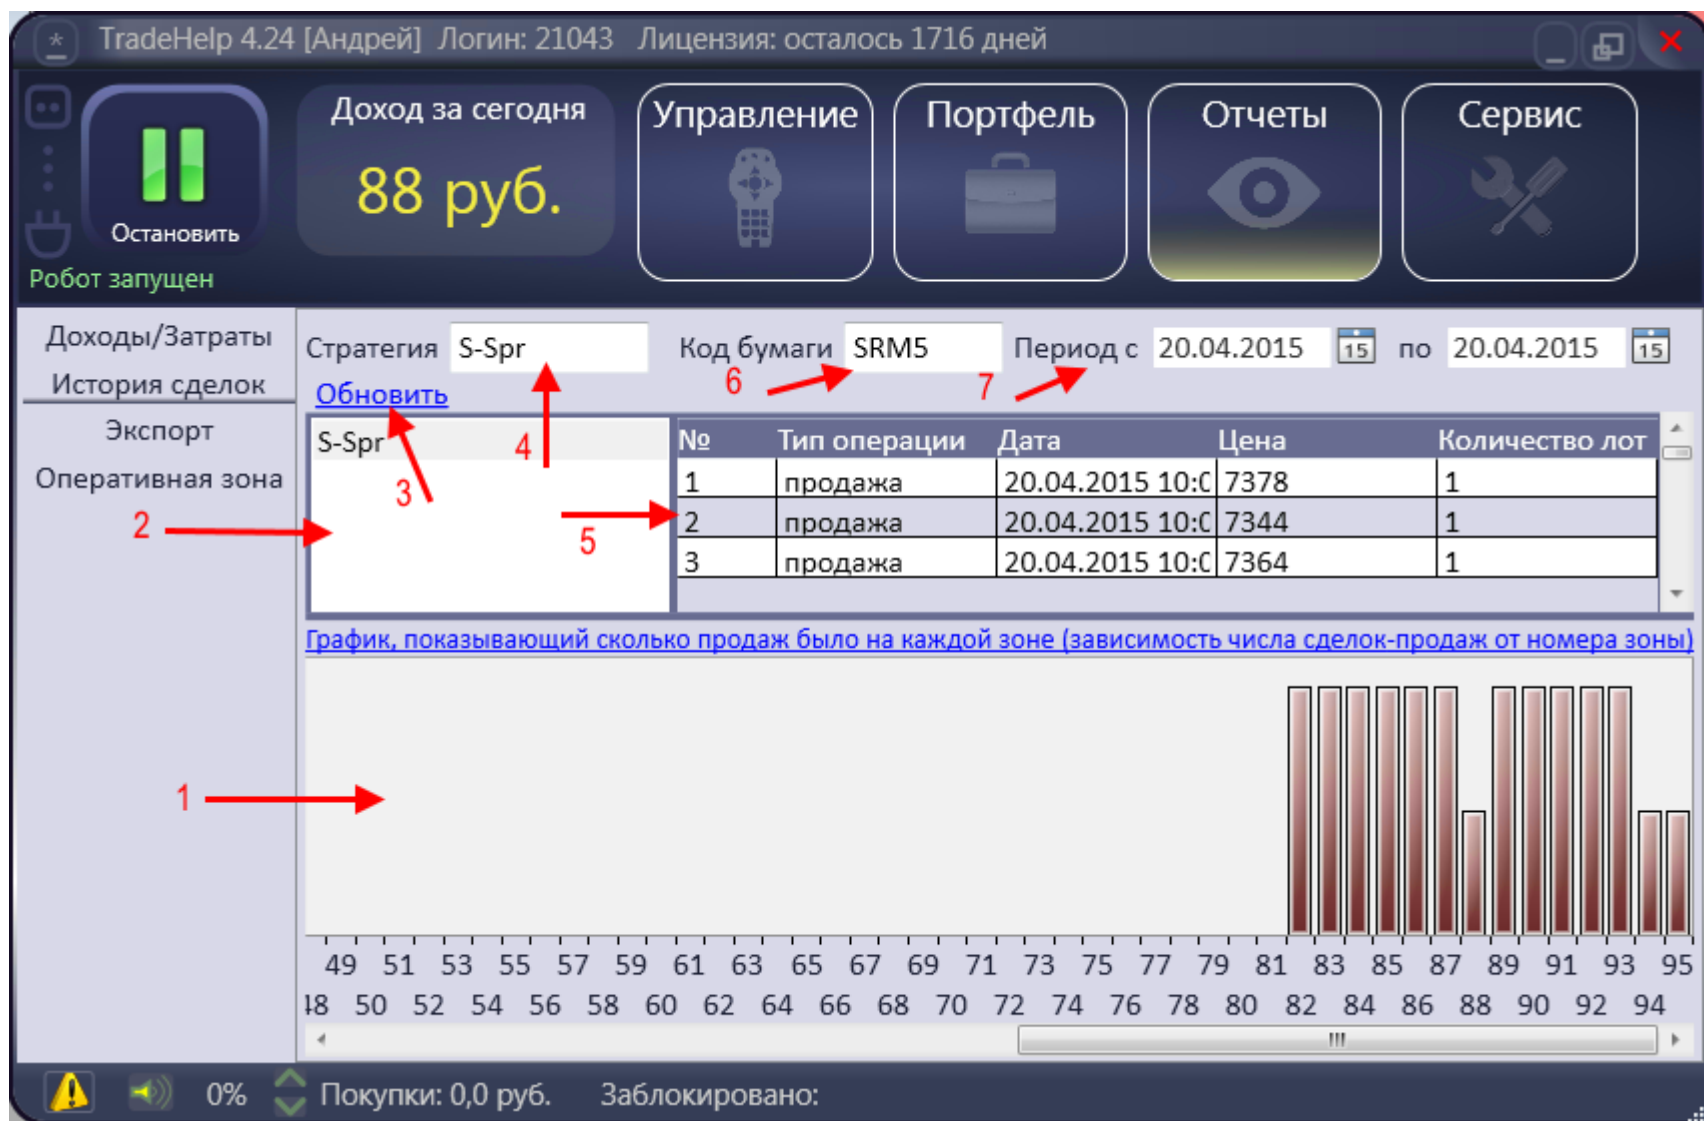 TradeHelp 4.24 [Андрей] Логин: 21043 Лицензия: осталось 1716 дней
Остановить
Робот запущен
Доход за сегодня
88 руб.
Управление
Портфель
Отчеты
Сервис
Доходы/Затраты
История сделок
Экспорт
Оперативная зона
Стратегия S-Spr Код бумаги SRM5 Период с 20.04.2015 15 по 20.04.2015 15
Обновить
6
7
S-Spr
4
3
2
5
№ Тип операции Дата Цена Количество лот
1 продажа 20.04.2015 10:0 7378 1
2 продажа 20.04.2015 10:0 7344 1
3 продажа 20.04.2015 10:0 7364 1
График, показывающий сколько продаж было на каждой зоне (зависимость числа сделок-продаж от номера зоны)
1
49 51 53 55 57 59 61 63 65 67 69 71 73 75 77 79 81 83 85 87 89 91 93 95
48 50 52 54 56 58 60 62 64 66 68 70 72 74 76 78 80 82 84 86 88 90 92 94
0% Покупки: 0,0 руб. Заблокировано: